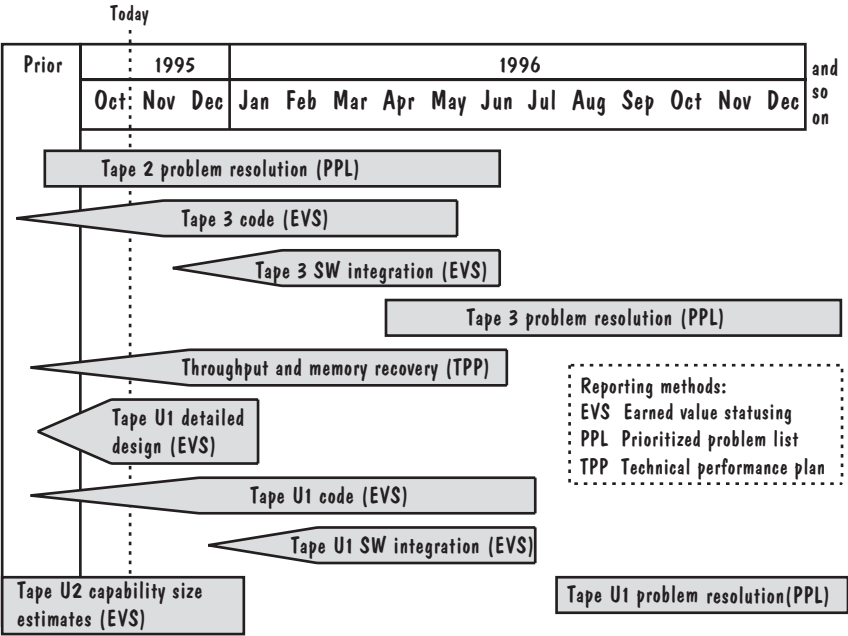 Today
Prior 1995 1996 and
so
on
Oct Nov Dec Jan Feb Mar Apr May Jun Jul Aug Sep Oct Nov Dec
Tape 2 problem resolution (PPL)
Tape 3 code (EVS)
Tape 3 SW integration (EVS)
Tape 3 problem resolution (PPL)
Throughput and memory recovery (TPP)
Reporting methods:
EVS Earned value statusing
PPL Prioritized problem list
TPP Technical performance plan
Tape U1 detailed
design (EVS)
Tape U1 code (EVS)
Tape U1 SW integration (EVS)
Tape U2 capability size
estimates (EVS)
Tape U1 problem resolution(PPL)